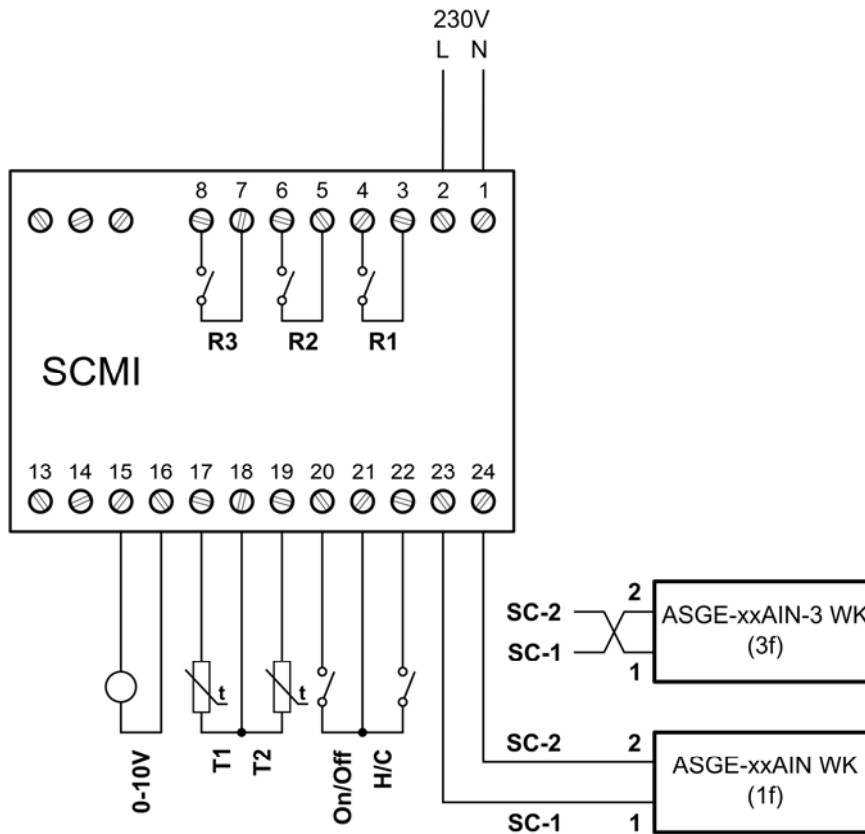 230V
L N
8 7 6 5 4 3 2 1
R3 R2 R1
SCMI
13 14 15 16 17 18 19 20 21 22 23 24
SC-2 2
ASGE-xxAIN-3 WK
(3f)
SC-1 1
t t
0-10V
T1
T2
On/Off
H/C
SC-2 2
ASGE-xxAIN WK
(1f)
SC-1 1